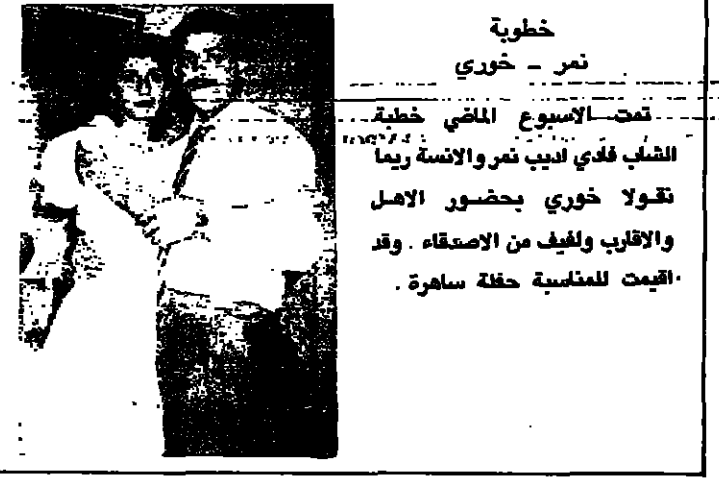 خطوبة
نمر - خوري
تمت الاسبوع الماضي خطبة
الشاب فادي اديب نمر والانسة ريما
نقولا خوري بحضور الاهل
والاقارب ولفيف من الاصدقاء . وقد
اقيمت للمناسبة حفلة ساهرة .